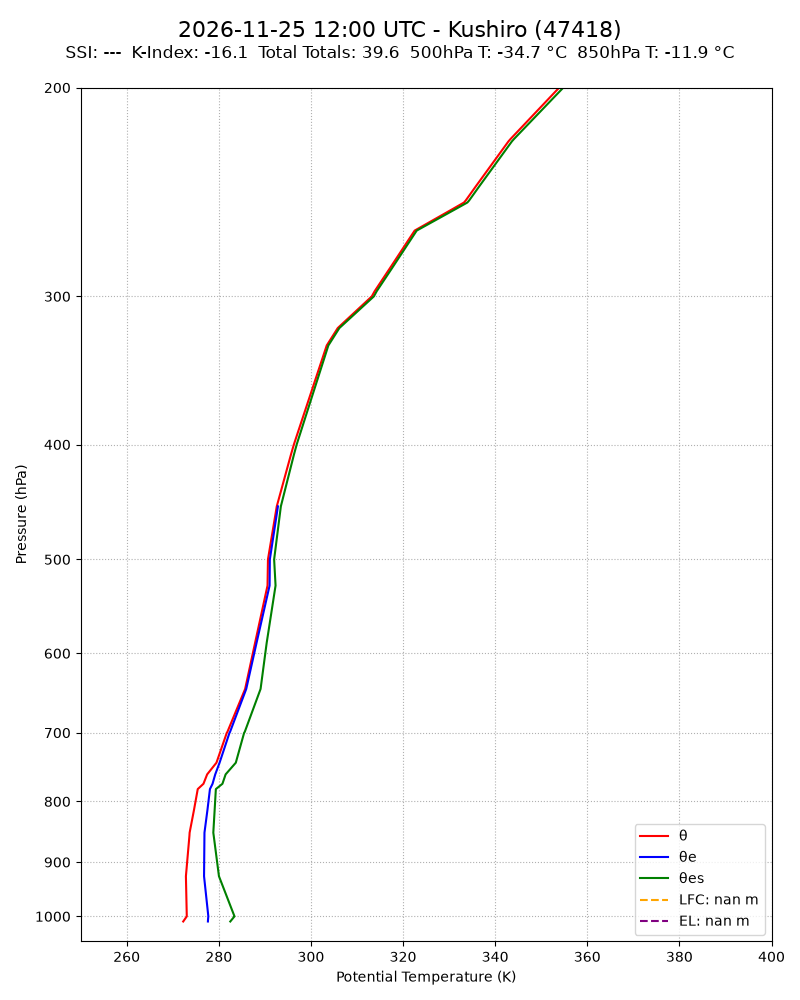 2026-11-25 12:00 UTC - Kushiro (47418)
SSI: --- K-Index: -16.1 Total Totals: 39.6 500hPa T: -34.7 °C 850hPa T: -11.9 °C
200
300
400
500
600
700
800
900
1000
Pressure (hPa)
260 280 300 320 340 360 380 400
Potential Temperature (K)
θ
θe
θes
LFC: nan m
EL: nan m